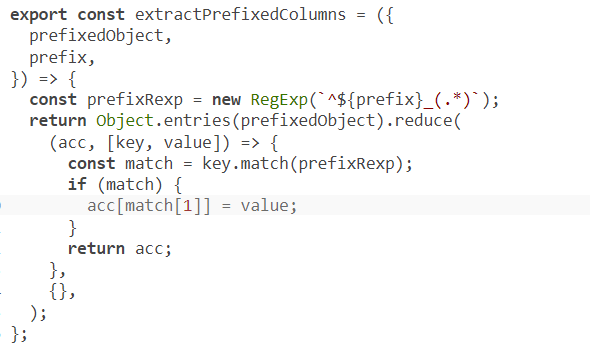 export const extractPrefixedColumns = ({
  prefixedObject,
  prefix,
}) => {
  const prefixRexp = new RegExp(`^${prefix}_(.*)`);
  return Object.entries(prefixedObject).reduce(
    (acc, [key, value]) => {
      const match = key.match(prefixRexp);
      if (match) {
        acc[match[1]] = value;
      }
      return acc;
    },
    {},
  );
};